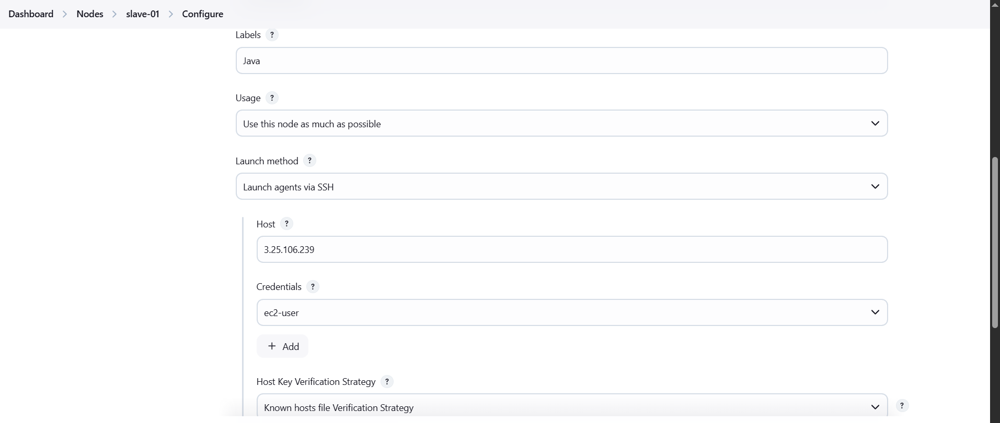 Dashboard > Nodes > slave-01 > Configure
Labels ?
Java
Usage ?
Use this node as much as possible
Launch method ?
Launch agents via SSH
Host ?
3.25.106.239
Credentials ?
ec2-user
+ Add
Host Key Verification Strategy ?
Known hosts file Verification Strategy ?